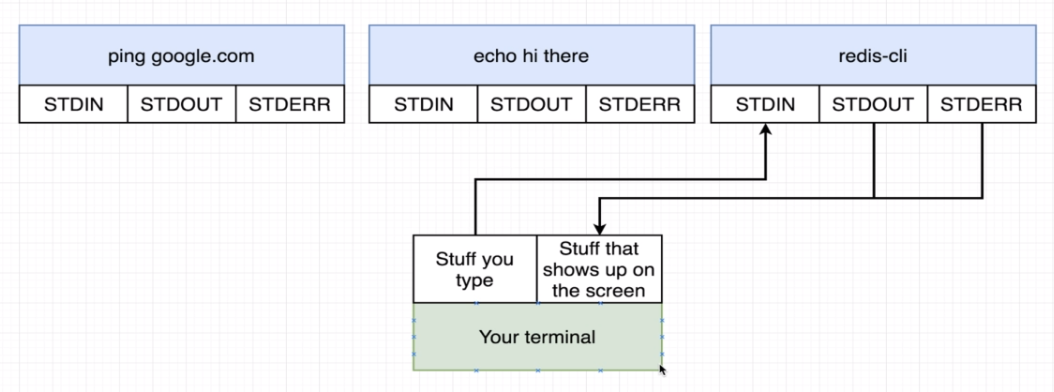 ping google.com
echo hi there
redis-cli
STDIN
STDOUT
STDERR
STDIN
STDOUT
STDERR
STDIN
STDOUT
STDERR
Stuff you
type
Stuff that
shows up on
the screen
Your terminal